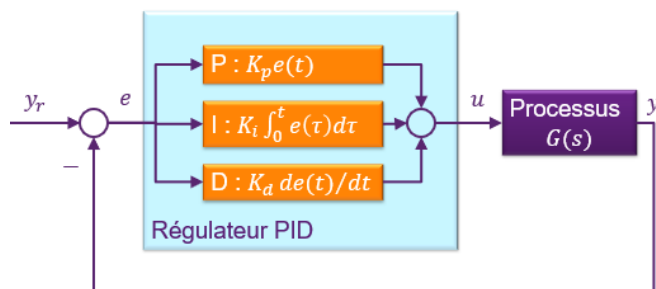 P : K_p e(t)
y_r
e
I : K_i ∫_0^t e(τ)dτ
u
Processus
G(s)
y
−
D : K_d de(t)/dt
Régulateur PID